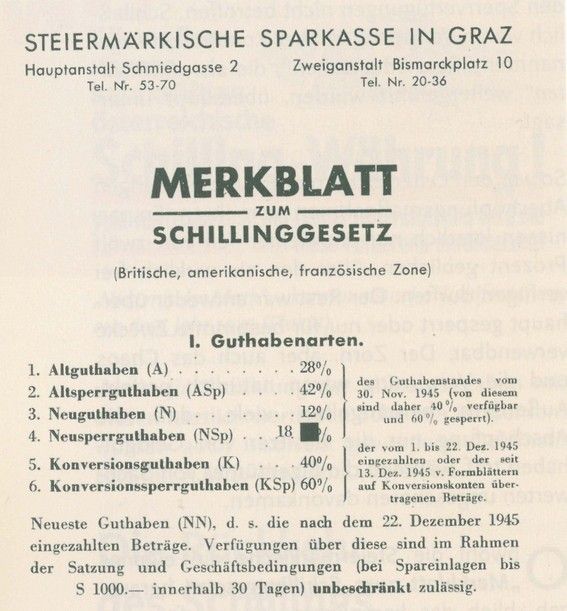 STEIERMÄRKISCHE SPARKASSE IN GRAZ
Hauptanstalt Schmiedgasse 2 Zweiganstalt Bismarckplatz 10
Tel. Nr. 53-70 Tel. Nr. 20-36
MERKBLATT
ZUM
SCHILLINGGESETZ
(Britische, amerikanische, französische Zone)
I. Guthabenarten.
1. Altguthaben (A) . . . . . . 28%
2. Altsperrguthaben (ASp) . . . 42%
3. Neuguthaben (N) . . . . . 12%
4. Neusperrguthaben (NSp) . 18 %
des Guthabenstandes vom
30. Nov. 1945 (von diesem
sind daher 40% verfügbar
und 60% gesperrt).
5. Konversionsguthaben (K) . . 40%
6. Konversionssperrguthaben (KSp) 60%
der vom 1. bis 22. Dez. 1945
eingezahlten oder der seit
13. Dez. 1945 v. Formblättern
auf Konversionskonten über-
tragenen Beträge.
Neueste Guthaben (NN), d. s. die nach dem 22. Dezember 1945
eingezahlten Beträge. Verfügungen über diese sind im Rahmen
der Satzung und Geschäftsbedingungen (bei Spareinlagen bis
S 1000.— innerhalb 30 Tagen) unbeschränkt zulässig.